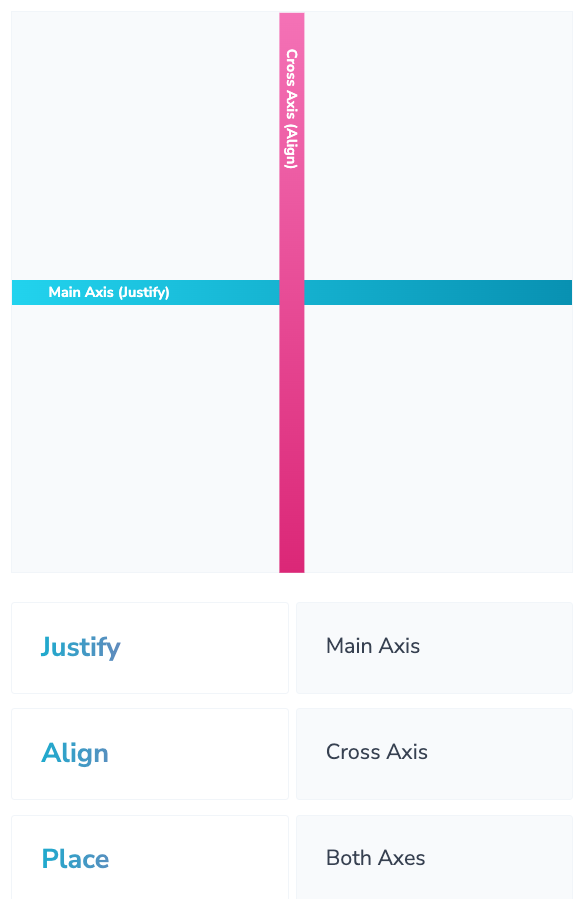 Cross Axis (Align)
Main Axis (Justify)
Justify
Main Axis
Align
Cross Axis
Place
Both Axes